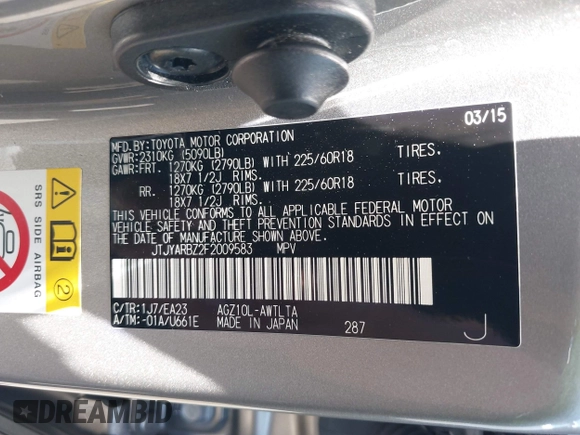 03/15
MFD.BY:TOYOTA MOTOR CORPORATION
GVWR:2310KG (5090LB)
GAWR:FRT. 1270KG (2790LB) WITH 225/60R18 TIRES.
18X7 1/2J RIMS.
RR. 1270KG (2790LB) WITH 225/60R18 TIRES.
18X7 1/2J RIMS.
THIS VEHICLE CONFORMS TO ALL APPLICABLE FEDERAL MOTOR
VEHICLE SAFETY AND THEFT PREVENTION STANDARDS IN EFFECT ON
THE DATE OF MANUFACTURE SHOWN ABOVE.
JTJYARBZ2F2009583 MPV
C/TR:1J7/EA23 AGZ10L-AWTLTA
A/TM:-01A/U661E MADE IN JAPAN 287 J
SRS SIDE AIRBAG
2
DREAMBID